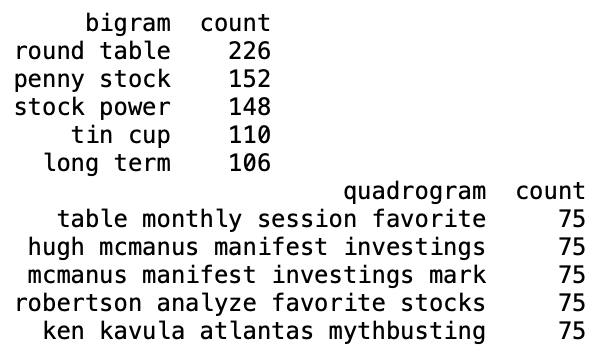 bigram count
round table 226
penny stock 152
stock power 148
tin cup 110
long term 106
quadrogram count
table monthly session favorite 75
hugh mcmanus manifest investings 75
mcmanus manifest investings mark 75
robertson analyze favorite stocks 75
ken kavula atlantas mythbusting 75